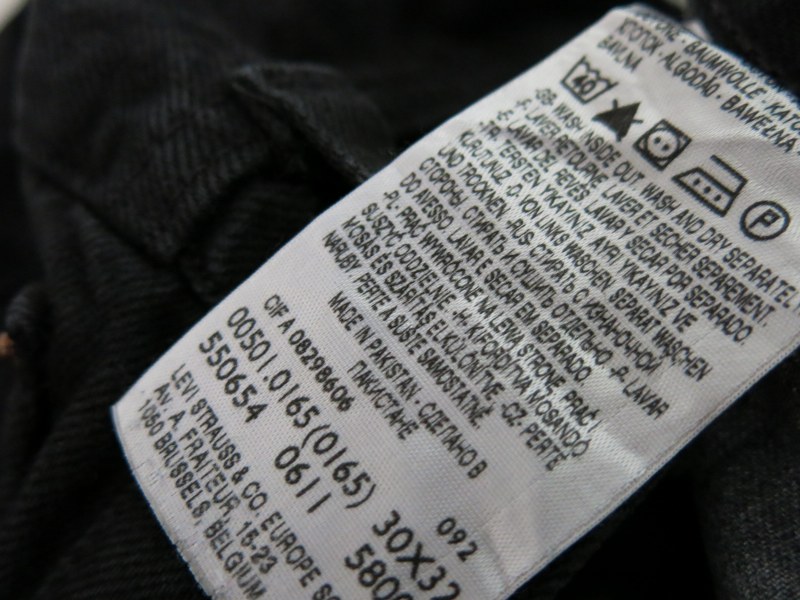 BAUMWOLLE - KATO
ALGODÃO - BAWEŁNA
BAVLNA
40
P
-GB- WASH INSIDE OUT. WASH AND DRY SEPARATELY
-F- LAVER RETOURNE. LAVER ET SECHER SEPAREMENT.
-E- LAVAR DE REVÉS. LAVAR Y SECAR POR SEPARADO.
-TR- TERSTEN YIKAYINIZ, AYRI YIKAYINIZ VE
KURUTUNUZ. -D- VON LINKS WASCHEN. SEPARAT WASCHEN
UND TROCKNEN. -RUS- СТИРАТЬ С ИЗНАНОЧНОЙ
СТОРОНЫ. СТИРАТЬ И СУШИТЬ ОТДЕЛЬНО. -P- LAVAR
DO AVESSO. LAVAR E SECAR EM SEPARADO.
-PL- PRAĆ WYWRÓCONE NA LEWĄ STRONĘ. PRAĆ I
SUSZYĆ ODDZIELNIE. -H- KIFORDÍTVA MOSANDÓ.
MOSÁS ÉS SZÁRÍTÁS ELKÜLÖNÍTVE. -CZ- PERTE
NARUBY. PERTE A SUSTE SAMOSTATNĚ.
MADE IN PAKISTAN - СДЕЛАНО В
ПАКИСТАНЕ
CIF A 08298606
00501.0165 (0165) 092
550654 0611 30X32
LEVI STRAUSS & CO. EUROPE
AV. A. FRAITEUR, 15-23
1050 BRUSSELS, BELGIUM